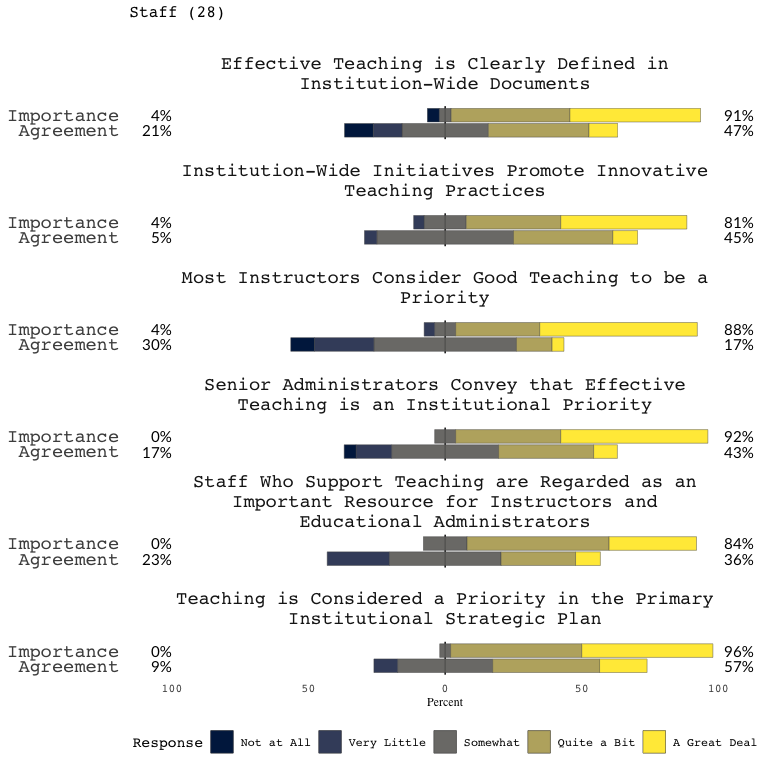 Staff (28)
Effective Teaching is Clearly Defined in
Institution-Wide Documents
Importance 4% 91%
Agreement 21% 47%
Institution-Wide Initiatives Promote Innovative
Teaching Practices
Importance 4% 81%
Agreement 5% 45%
Most Instructors Consider Good Teaching to be a
Priority
Importance 4% 88%
Agreement 30% 17%
Senior Administrators Convey that Effective
Teaching is an Institutional Priority
Importance 0% 92%
Agreement 17% 43%
Staff Who Support Teaching are Regarded as an
Important Resource for Instructors and
Educational Administrators
Importance 0% 84%
Agreement 23% 36%
Teaching is Considered a Priority in the Primary
Institutional Strategic Plan
Importance 0% 96%
Agreement 9% 57%
100 50 0 50 100
Percent
Response Not at All Very Little Somewhat Quite a Bit A Great Deal